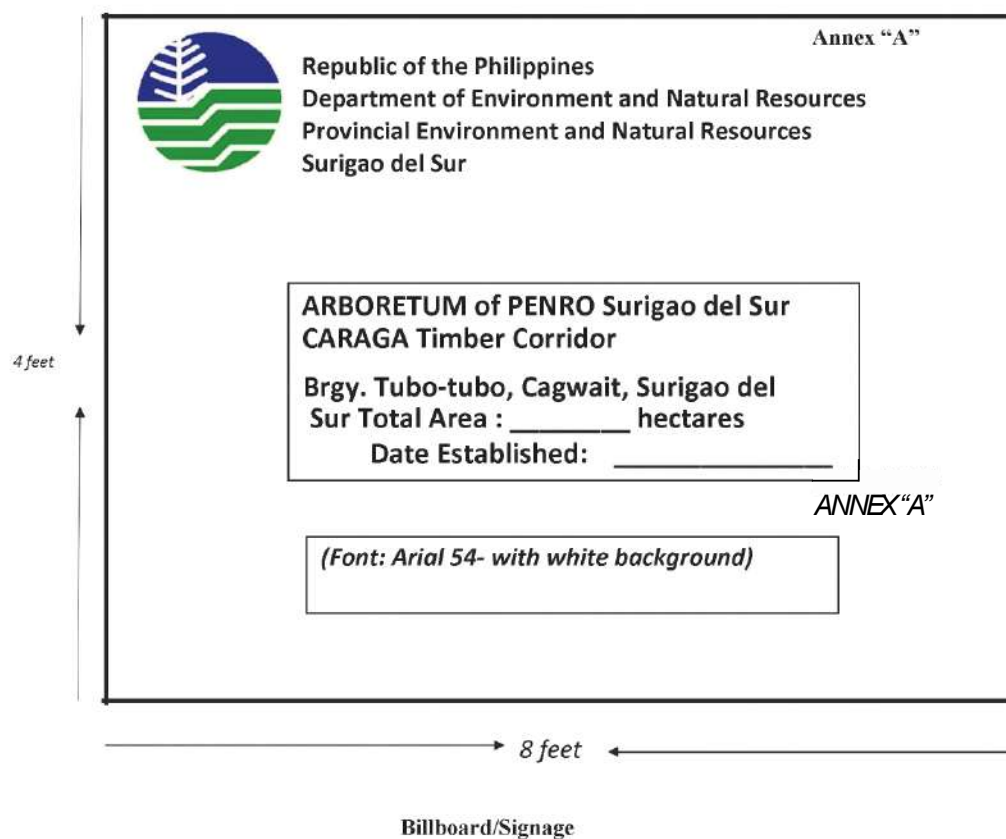 Annex “A”
Republic of the Philippines
Department of Environment and Natural Resources
Provincial Environment and Natural Resources
Surigao del Sur
ARBORETUM of PENRO Surigao del Sur
CARAGA Timber Corridor
4 feet
Brgy. Tubo-tubo, Cagwait, Surigao del
Sur Total Area : ________ hectares
Date Established: _______________
ANNEX “A”
(Font: Arial 54- with white background)
8 feet
Billboard/Signage